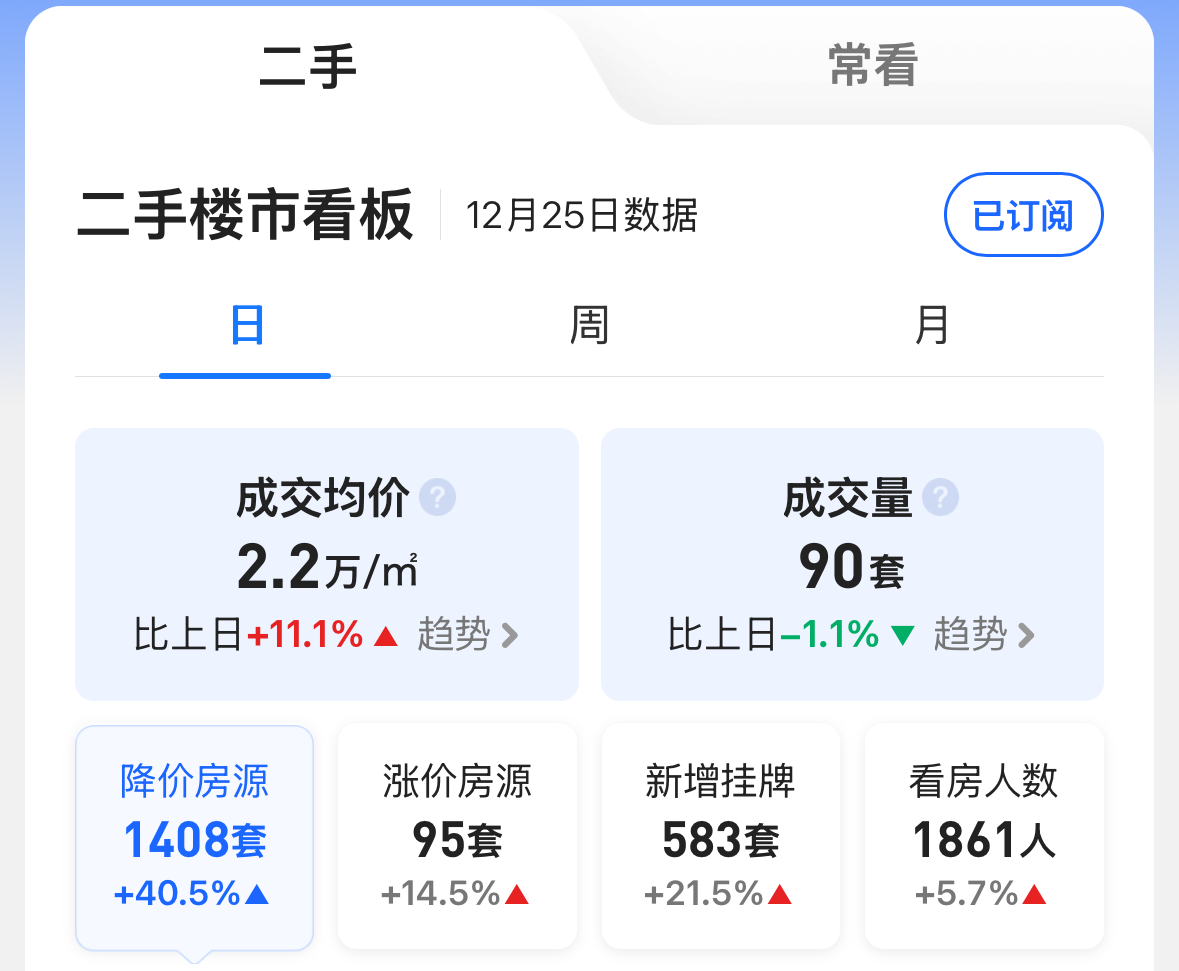 二手 常看
二手楼市看板 12月25日数据 已订阅
日 周 月
成交均价 ?
2.2万/㎡
比上日+11.1% ▲ 趋势 >
成交量 ?
90套
比上日-1.1% ▼ 趋势 >
降价房源
1408套
+40.5%▲
涨价房源
95套
+14.5%▲
新增挂牌
583套
+21.5%▲
看房人数
1861人
+5.7%▲